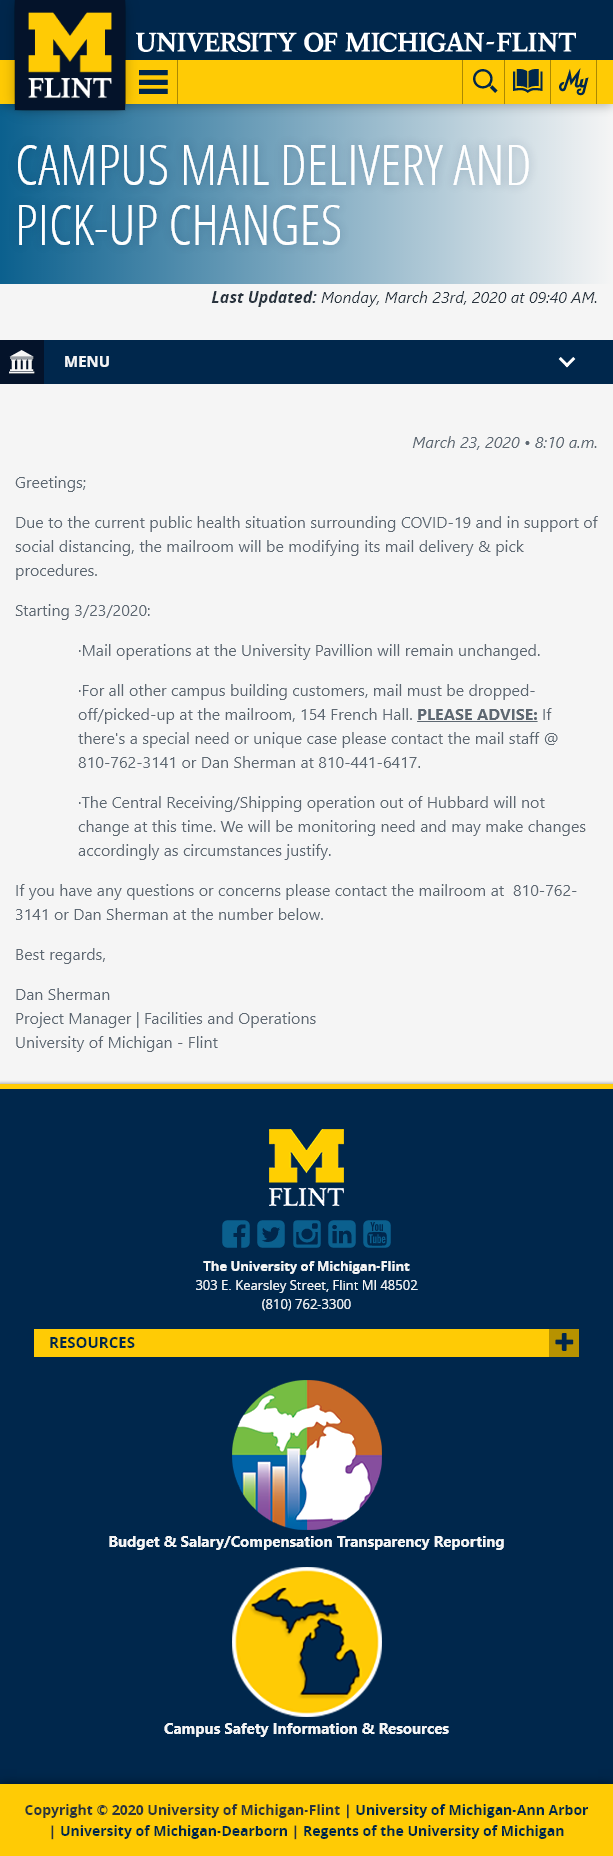 M
FLINT
UNIVERSITY OF MICHIGAN-FLINT
My
CAMPUS MAIL DELIVERY AND
PICK-UP CHANGES
Last Updated: Monday, March 23rd, 2020 at 09:40 AM.
MENU
March 23, 2020 • 8:10 a.m.
Greetings;
Due to the current public health situation surrounding COVID-19 and in support of
social distancing, the mailroom will be modifying its mail delivery & pick
procedures.
Starting 3/23/2020:
·Mail operations at the University Pavillion will remain unchanged.
·For all other campus building customers, mail must be dropped-
off/picked-up at the mailroom, 154 French Hall. PLEASE ADVISE: If
there's a special need or unique case please contact the mail staff @
810-762-3141 or Dan Sherman at 810-441-6417.
·The Central Receiving/Shipping operation out of Hubbard will not
change at this time. We will be monitoring need and may make changes
accordingly as circumstances justify.
If you have any questions or concerns please contact the mailroom at  810-762-
3141 or Dan Sherman at the number below.
Best regards,
Dan Sherman
Project Manager | Facilities and Operations
University of Michigan - Flint
M
FLINT
You
Tube
The University of Michigan-Flint
303 E. Kearsley Street, Flint MI 48502
(810) 762-3300
RESOURCES
Budget & Salary/Compensation Transparency Reporting
Campus Safety Information & Resources
Copyright © 2020 University of Michigan-Flint | University of Michigan-Ann Arbor
| University of Michigan-Dearborn | Regents of the University of Michigan